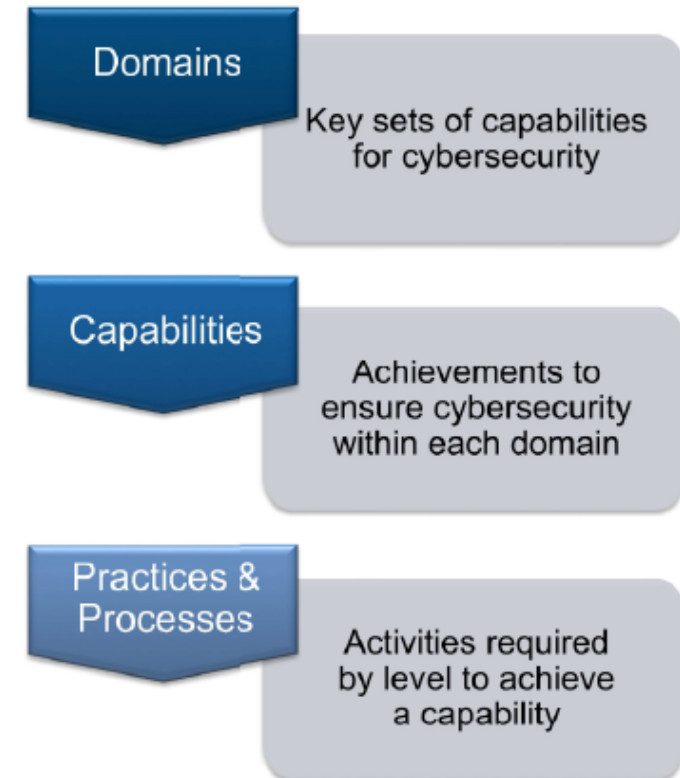 Domains
Key sets of capabilities
for cybersecurity
Capabilities
Achievements to
ensure cybersecurity
within each domain
Practices &
Processes
Activities required
by level to achieve
a capability